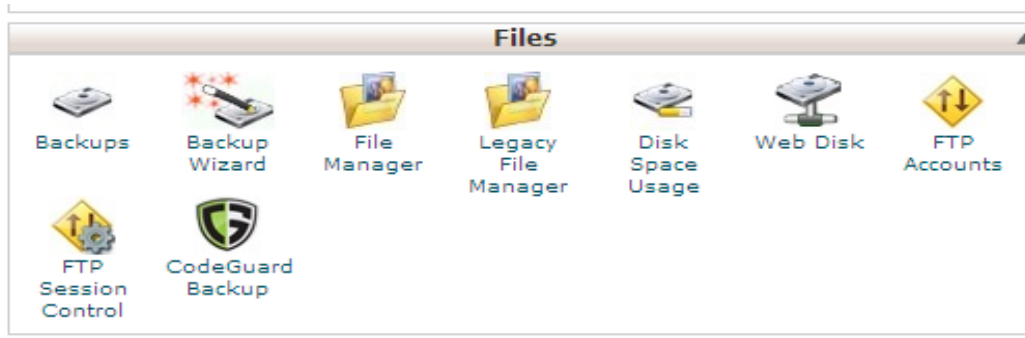 Files
Backups
Backup
Wizard
File
Manager
Legacy
File
Manager
Disk
Space
Usage
Web Disk
FTP
Accounts
FTP
Session
Control
CodeGuard
Backup